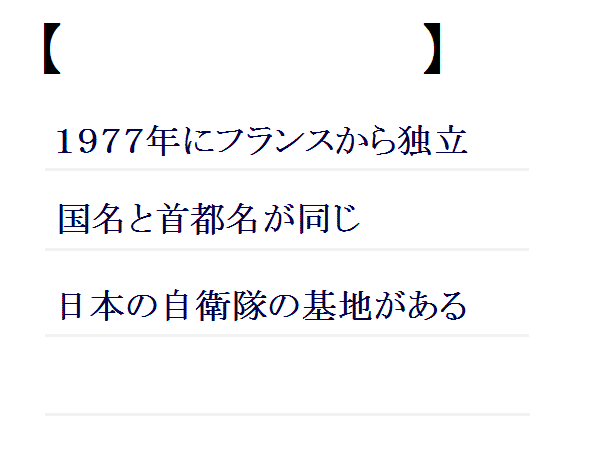 【　　　　　　　　　　】
１９７７年にフランスから独立
国名と首都名が同じ
日本の自衛隊の基地がある